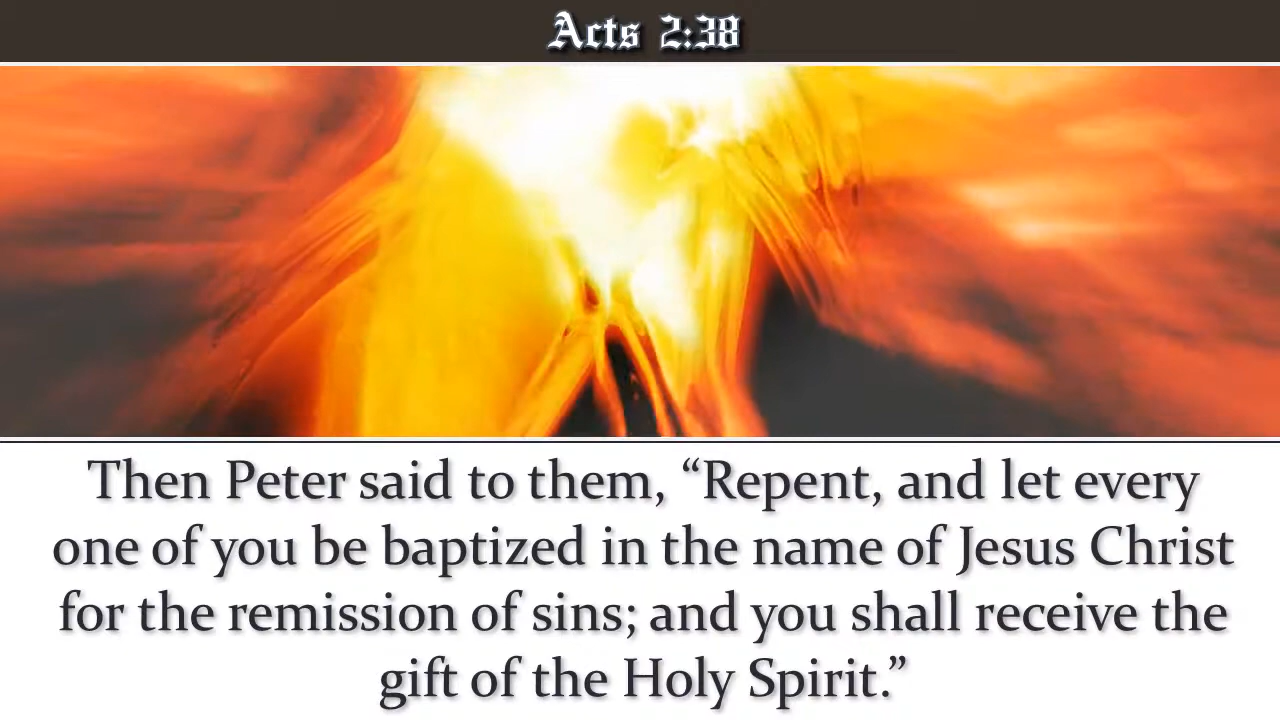 Acts 2:38
Then Peter said to them, “Repent, and let every
one of you be baptized in the name of Jesus Christ
for the remission of sins; and you shall receive the
gift of the Holy Spirit.”